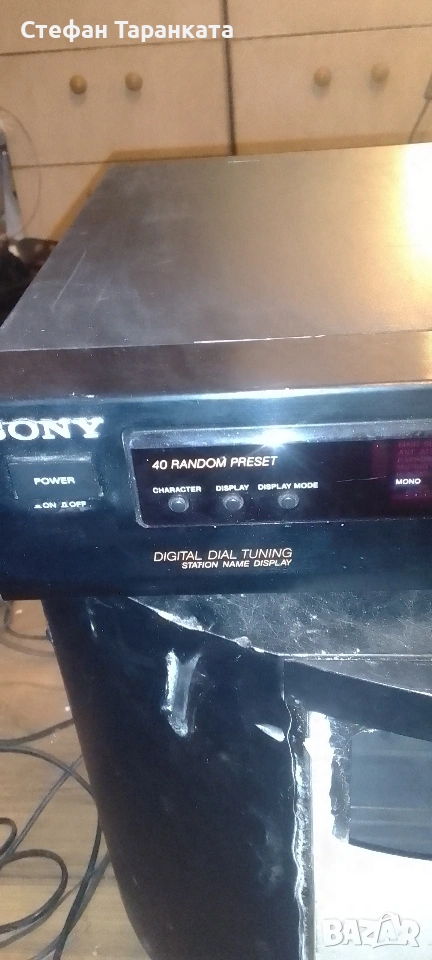 Стефан Таранката
SONY
40 RANDOM PRESET
POWER
CHARACTER DISPLAY DISPLAY MODE
MONO
ON OFF
DIGITAL DIAL TUNING
STATION NAME DISPLAY
BAZAR